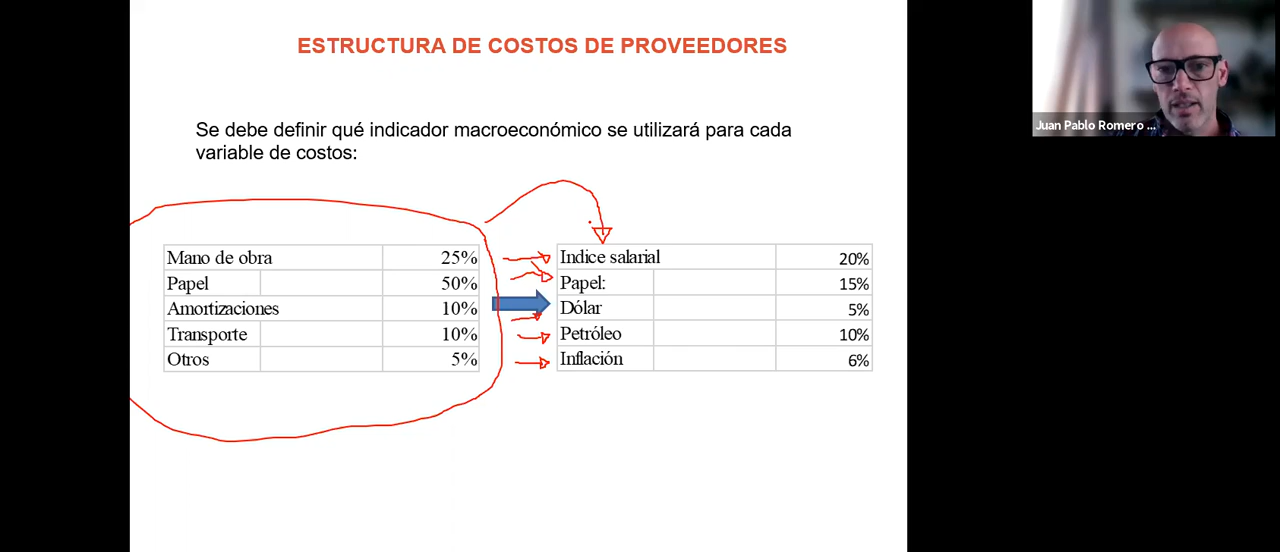 ESTRUCTURA DE COSTOS DE PROVEEDORES
Juan Pablo Romero ...
Se debe definir qué indicador macroeconómico se utilizará para cada
variable de costos:
Mano de obra 25%
Papel 50%
Amortizaciones 10%
Transporte 10%
Otros 5%
Indice salarial 20%
Papel: 15%
Dólar 5%
Petróleo 10%
Inflación 6%